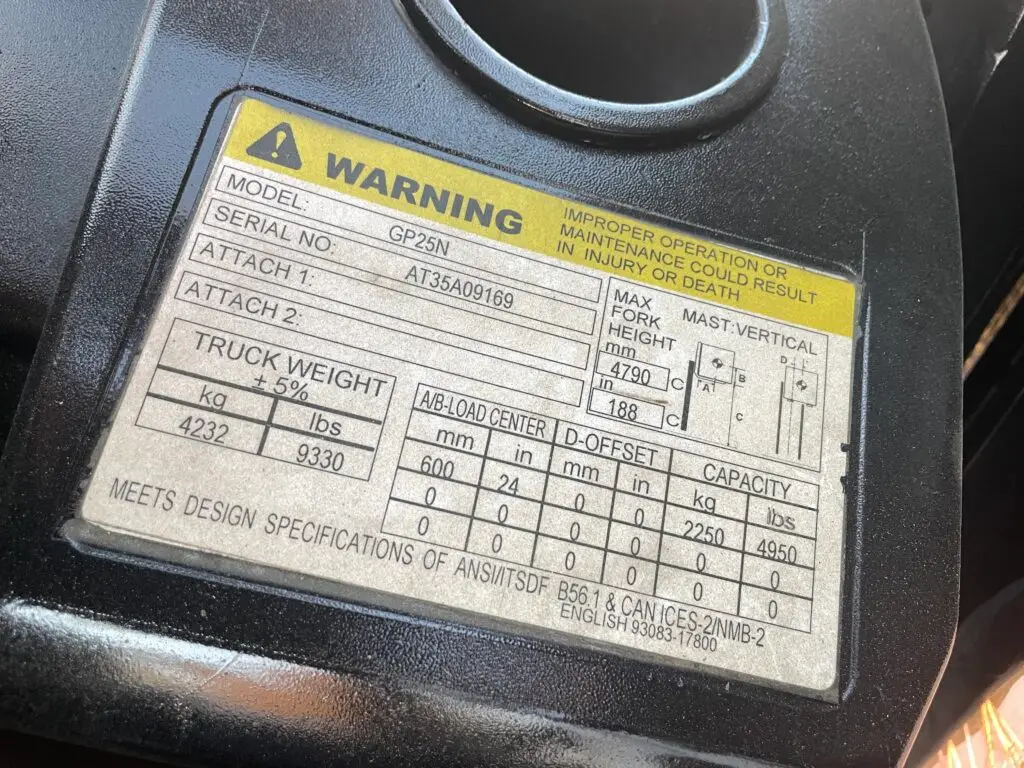 WARNING
IMPROPER OPERATION OR
MAINTENANCE COULD RESULT
IN INJURY OR DEATH
MODEL: GP25N
SERIAL NO: AT35A09169
ATTACH 1:
ATTACH 2:
MAX
FORK
HEIGHT
mm
4790 C
in
188 C
MAST:VERTICAL
A
B
C
D
TRUCK WEIGHT
± 5%
kg lbs
4232 9330
A/B-LOAD CENTER D-OFFSET CAPACITY
mm in mm in kg lbs
600 24 0 0 2250 4950
0 0 0 0 0 0
0 0 0 0 0 0
MEETS DESIGN SPECIFICATIONS OF ANSI/ITSDF B56.1 & CAN ICES-2/NMB-2
ENGLISH 93083-17800